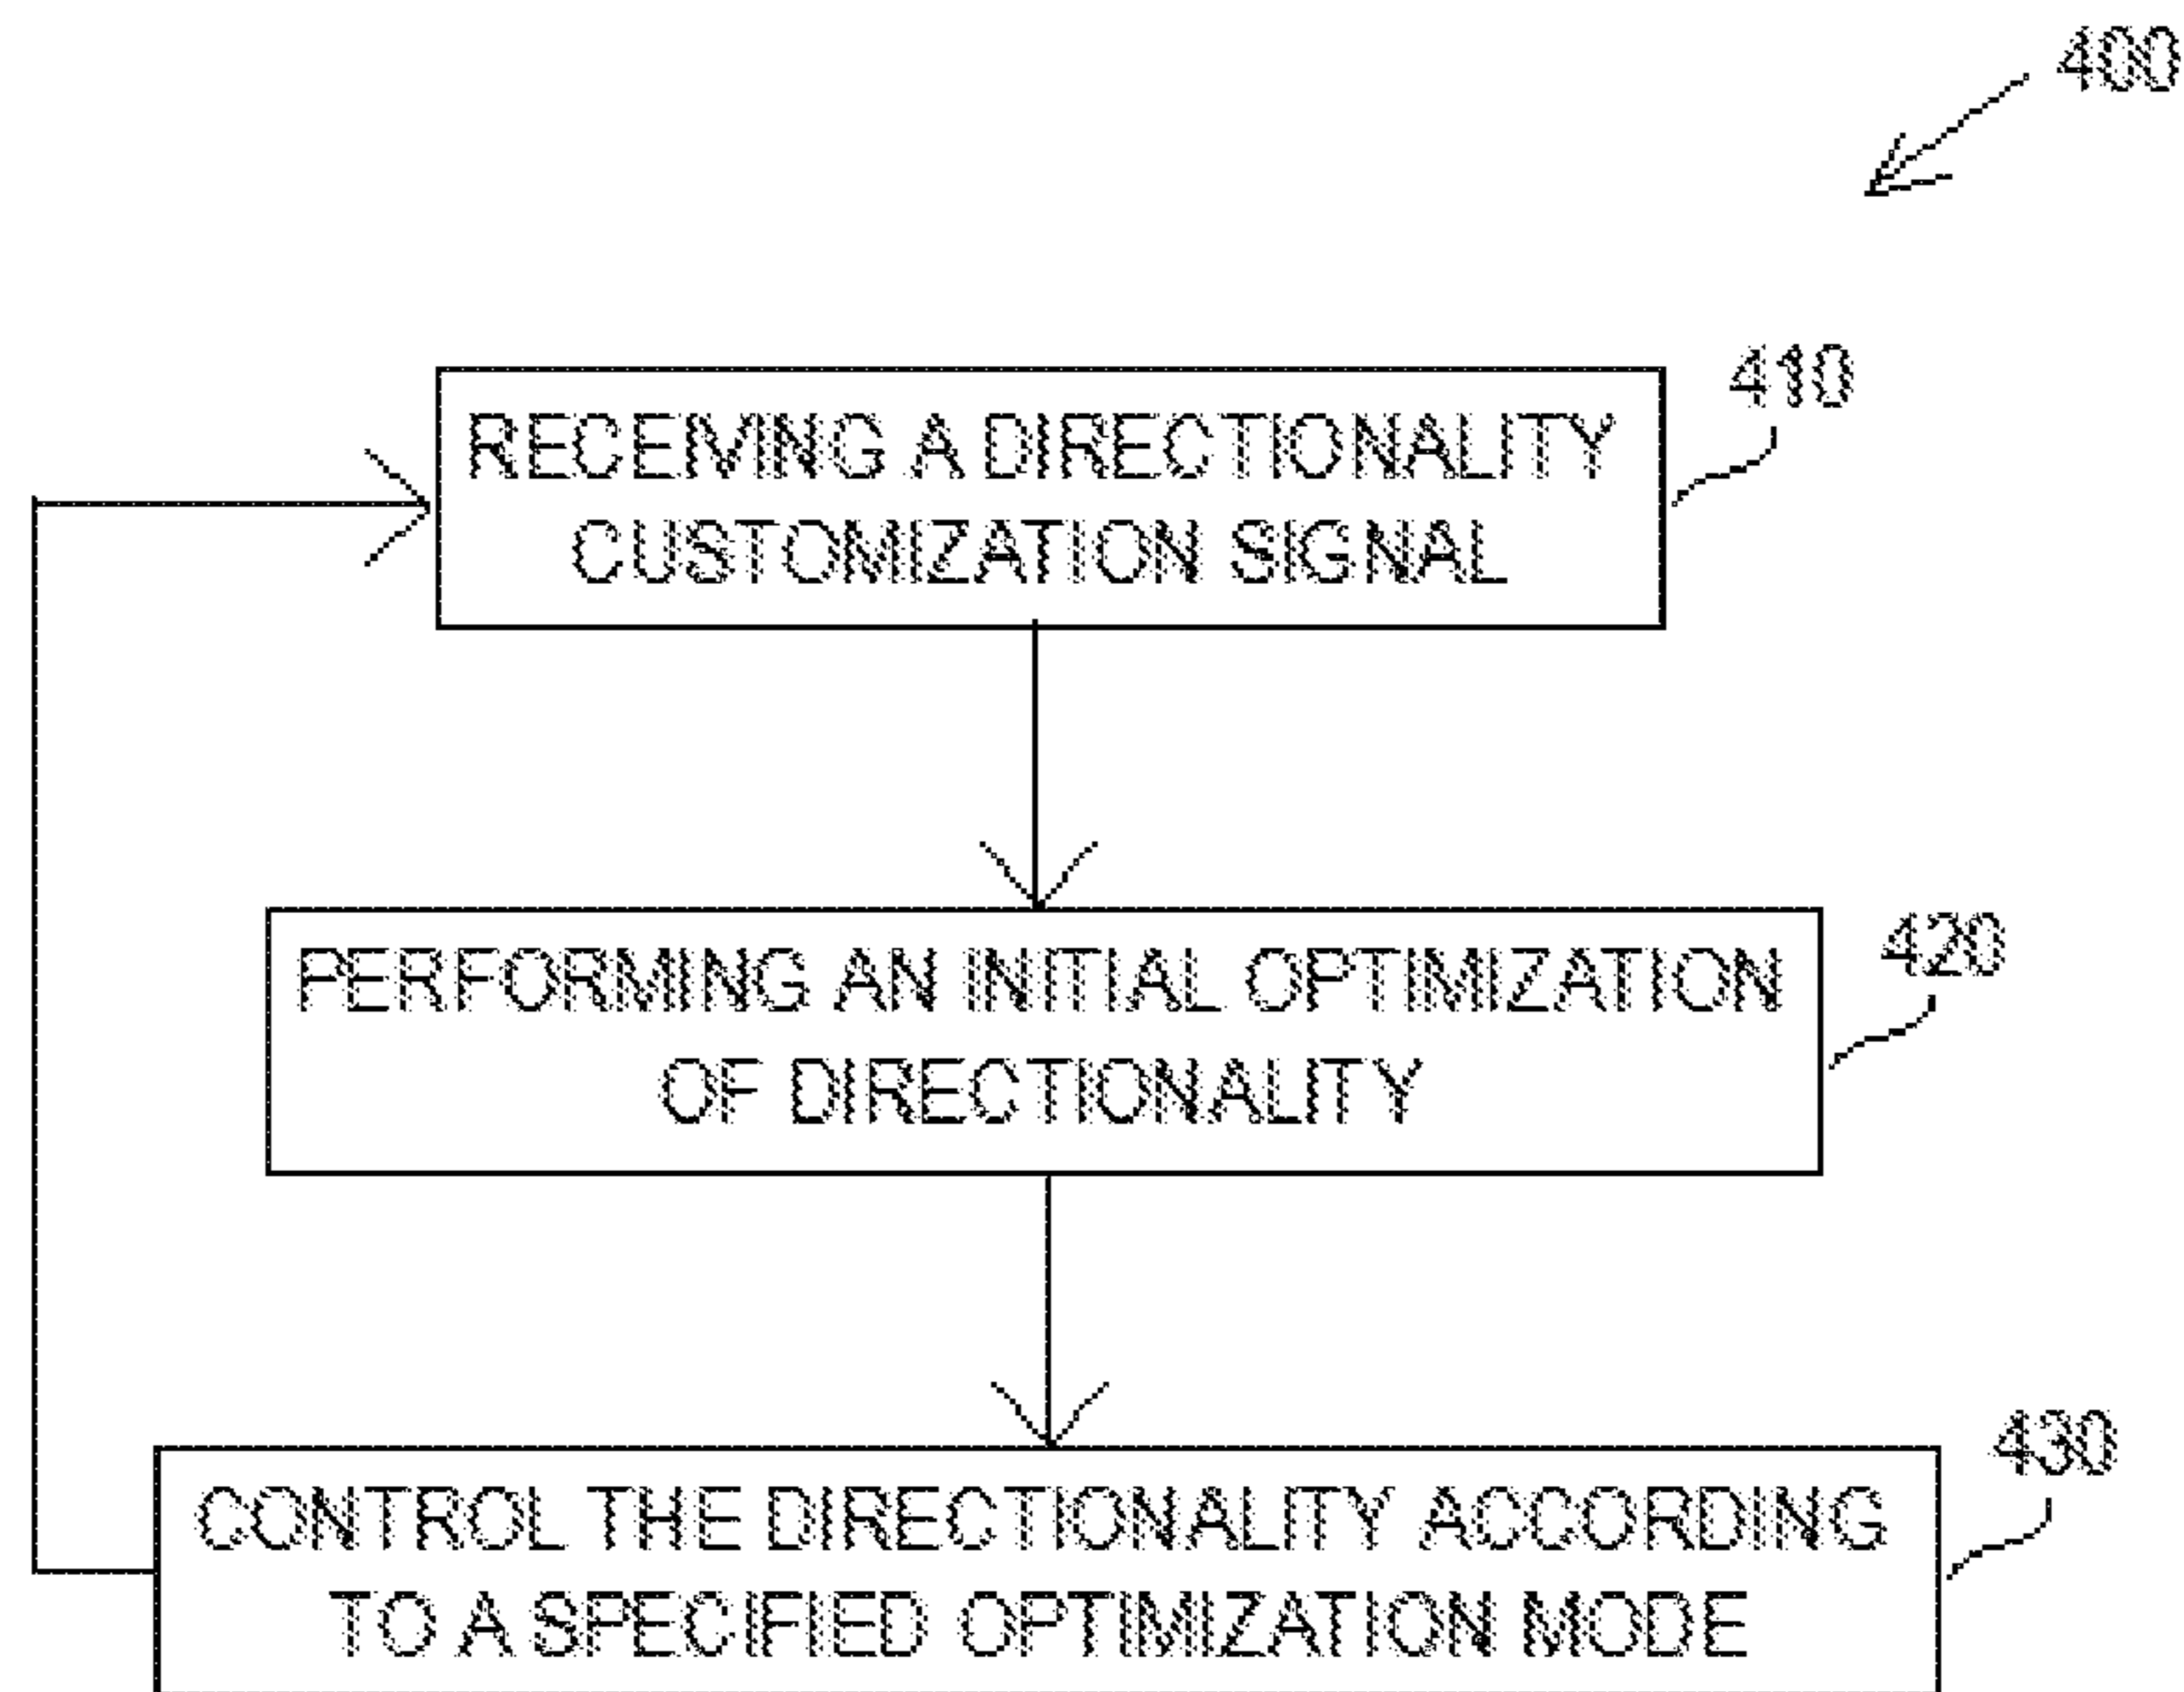 400
410
RECEIVING A DIRECTIONALITY
CUSTOMIZATION SIGNAL
420
PERFORMING AN INITIAL OPTIMIZATION
OF DIRECTIONALITY
430
CONTROL THE DIRECTIONALITY ACCORDING
TO A SPECIFIED OPTIMIZATION MODE